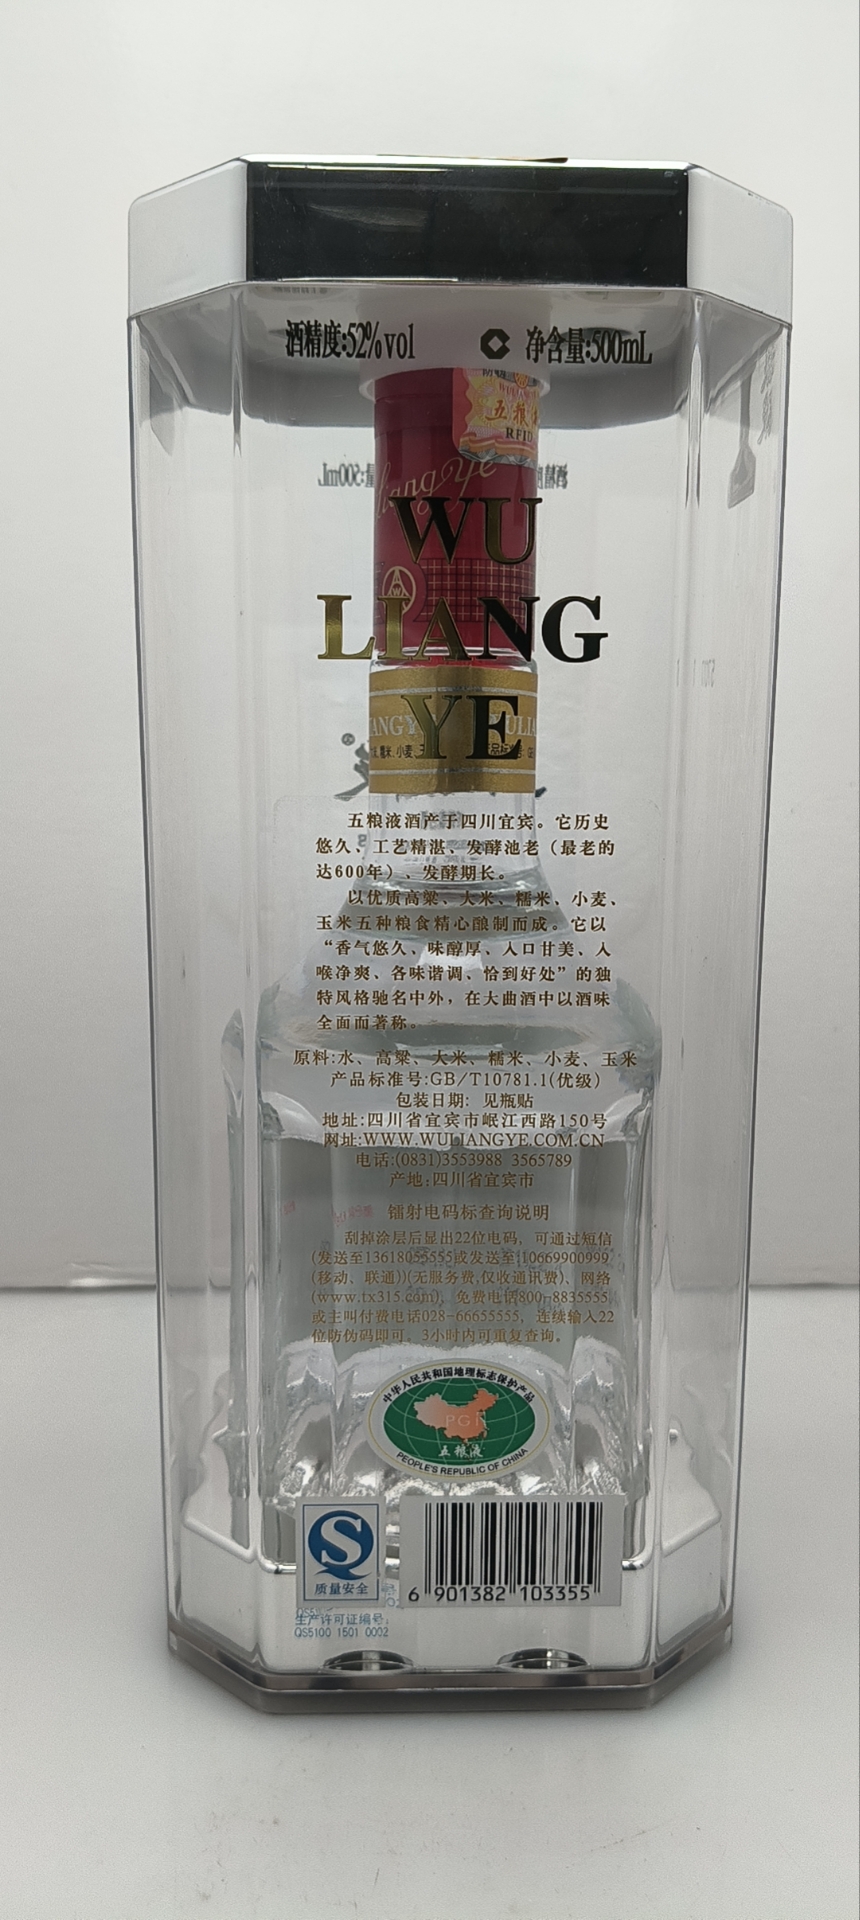 酒精度:52%vol 净含量:500mL
五粮
RFID
WU
LIANG
YE
五粮液酒产于四川宜宾。它历史
悠久、工艺精湛、发酵池老（最老的
达600年）、发酵期长。
以优质高粱、大米、糯米、小麦、
玉米五种粮食精心酿制而成。它以
“香气悠久、味醇厚、入口甘美、入
喉净爽、各味谐调、恰到好处”的独
特风格驰名中外，在大曲酒中以酒味
全面而著称。
原料:水、高粱、大米、糯米、小麦、玉米
产品标准号:GB/T10781.1(优级)
包装日期: 见瓶贴
地址:四川省宜宾市岷江西路150号
网址:WWW.WULIANGYE.COM.CN
电话:(0831)3553988 3565789
产地:四川省宜宾市
镭射电码标查询说明
刮掉涂层后显出22位电码，可通过短信
(发送至13618055555或发送至10669900999
(移动、联通))(无服务费,仅收通讯费)、网络
(www.tx315.com)，免费电话800-8835555,
或主叫付费电话028-66655555，连续输入22
位防伪码即可。3小时内可重复查询。
中华人民共和国地理标志保护产品
PGI
五粮液
PEOPLE'S REPUBLIC OF CHINA
质量安全
6 901382 103355
生产许可证编号:
QS5100 1501 0002